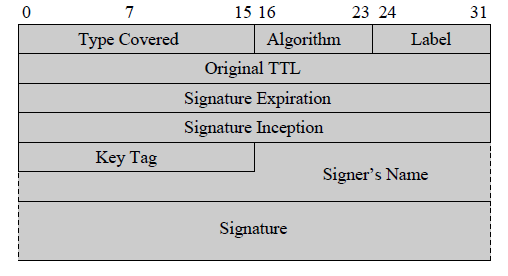 0 7 15 16 23 24 31
Type Covered Algorithm Label
Original TTL
Signature Expiration
Signature Inception
Key Tag
Signer's Name
Signature